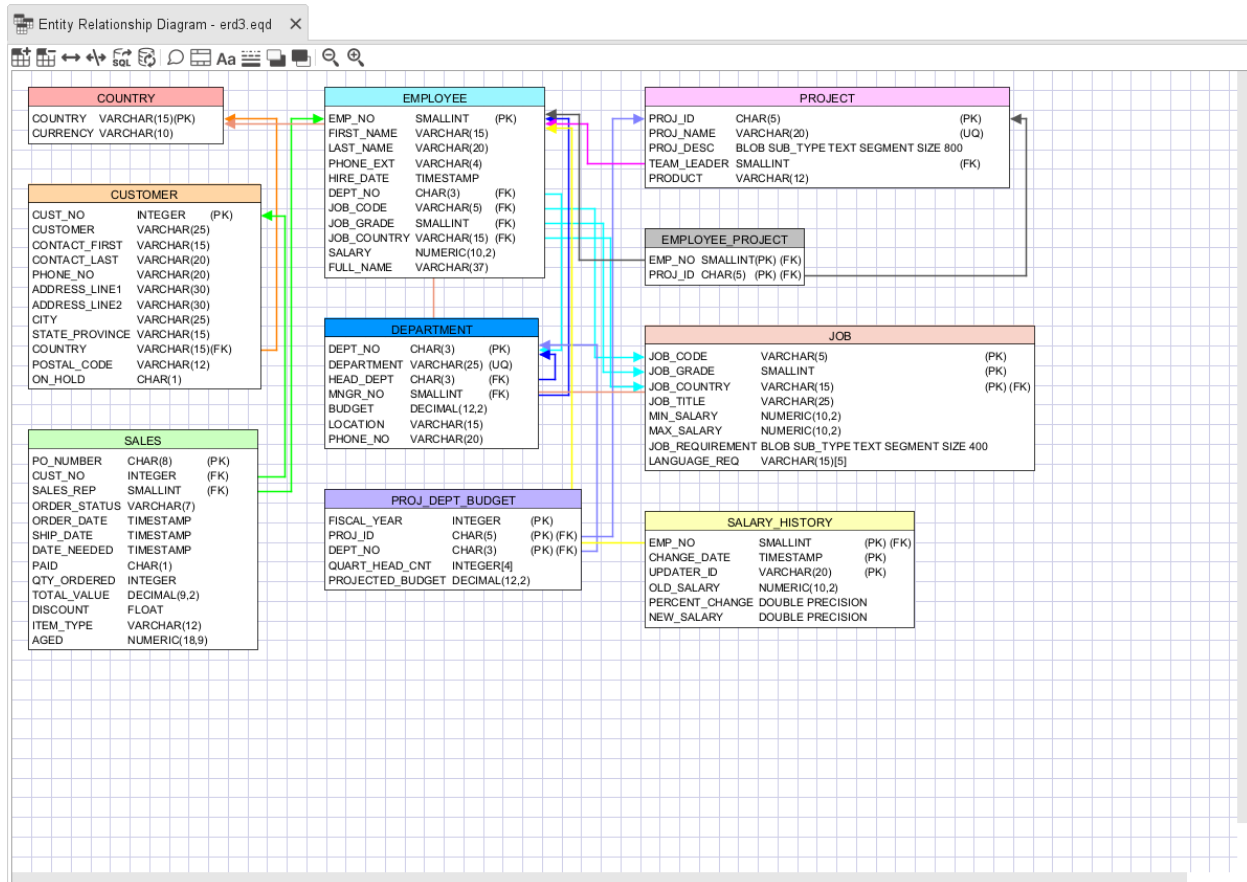 Entity Relationship Diagram - erd3.eqd
SQL
Aa
COUNTRY
COUNTRY VARCHAR(15)(PK)
CURRENCY VARCHAR(10)
CUSTOMER
CUST_NO INTEGER (PK)
CUSTOMER VARCHAR(25)
CONTACT_FIRST VARCHAR(15)
CONTACT_LAST VARCHAR(20)
PHONE_NO VARCHAR(20)
ADDRESS_LINE1 VARCHAR(30)
ADDRESS_LINE2 VARCHAR(30)
CITY VARCHAR(25)
STATE_PROVINCE VARCHAR(15)
COUNTRY VARCHAR(15)(FK)
POSTAL_CODE VARCHAR(12)
ON_HOLD CHAR(1)
SALES
PO_NUMBER CHAR(8) (PK)
CUST_NO INTEGER (FK)
SALES_REP SMALLINT (FK)
ORDER_STATUS VARCHAR(7)
ORDER_DATE TIMESTAMP
SHIP_DATE TIMESTAMP
DATE_NEEDED TIMESTAMP
PAID CHAR(1)
QTY_ORDERED INTEGER
TOTAL_VALUE DECIMAL(9,2)
DISCOUNT FLOAT
ITEM_TYPE VARCHAR(12)
AGED NUMERIC(18,9)
EMPLOYEE
EMP_NO SMALLINT (PK)
FIRST_NAME VARCHAR(15)
LAST_NAME VARCHAR(20)
PHONE_EXT VARCHAR(4)
HIRE_DATE TIMESTAMP
DEPT_NO CHAR(3) (FK)
JOB_CODE VARCHAR(5) (FK)
JOB_GRADE SMALLINT (FK)
JOB_COUNTRY VARCHAR(15) (FK)
SALARY NUMERIC(10,2)
FULL_NAME VARCHAR(37)
DEPARTMENT
DEPT_NO CHAR(3) (PK)
DEPARTMENT VARCHAR(25) (UQ)
HEAD_DEPT CHAR(3) (FK)
MNGR_NO SMALLINT (FK)
BUDGET DECIMAL(12,2)
LOCATION VARCHAR(15)
PHONE_NO VARCHAR(20)
PROJ_DEPT_BUDGET
FISCAL_YEAR INTEGER (PK)
PROJ_ID CHAR(5) (PK)(FK)
DEPT_NO CHAR(3) (PK)(FK)
QUART_HEAD_CNT INTEGER[4]
PROJECTED_BUDGET DECIMAL(12,2)
PROJECT
PROJ_ID CHAR(5) (PK)
PROJ_NAME VARCHAR(20) (UQ)
PROJ_DESC BLOB SUB_TYPE TEXT SEGMENT SIZE 800
TEAM_LEADER SMALLINT (FK)
PRODUCT VARCHAR(12)
EMPLOYEE_PROJECT
EMP_NO SMALLINT(PK) (FK)
PROJ_ID CHAR(5) (PK) (FK)
JOB
JOB_CODE VARCHAR(5) (PK)
JOB_GRADE SMALLINT (PK)
JOB_COUNTRY VARCHAR(15) (PK) (FK)
JOB_TITLE VARCHAR(25)
MIN_SALARY NUMERIC(10,2)
MAX_SALARY NUMERIC(10,2)
JOB_REQUIREMENT BLOB SUB_TYPE TEXT SEGMENT SIZE 400
LANGUAGE_REQ VARCHAR(15)[5]
SALARY_HISTORY
EMP_NO SMALLINT (PK) (FK)
CHANGE_DATE TIMESTAMP (PK)
UPDATER_ID VARCHAR(20) (PK)
OLD_SALARY NUMERIC(10,2)
PERCENT_CHANGE DOUBLE PRECISION
NEW_SALARY DOUBLE PRECISION